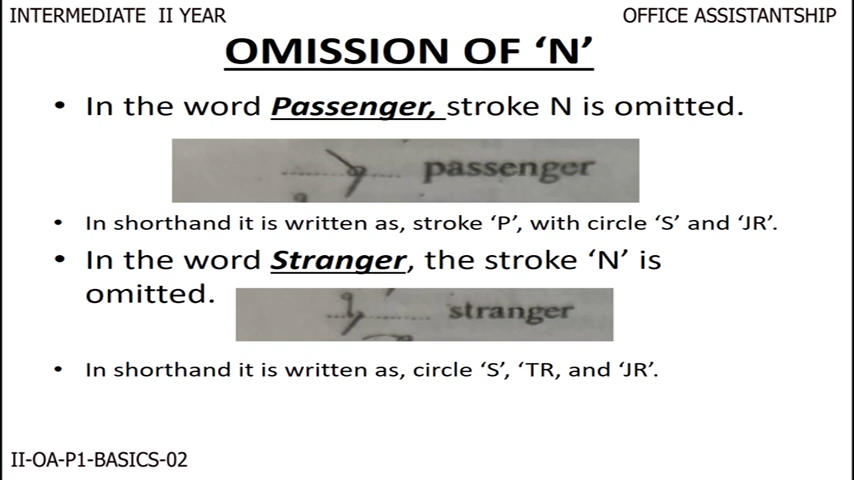 INTERMEDIATE II YEAR
OFFICE ASSISTANTSHIP
OMISSION OF ‘N’
• In the word Passenger, stroke N is omitted.
passenger
• In shorthand it is written as, stroke ‘P’, with circle ‘S’ and ‘JR’.
• In the word Stranger, the stroke ‘N’ is
omitted.
stranger
• In shorthand it is written as, circle ‘S’, ‘TR, and ‘JR’.
II-OA-P1-BASICS-02